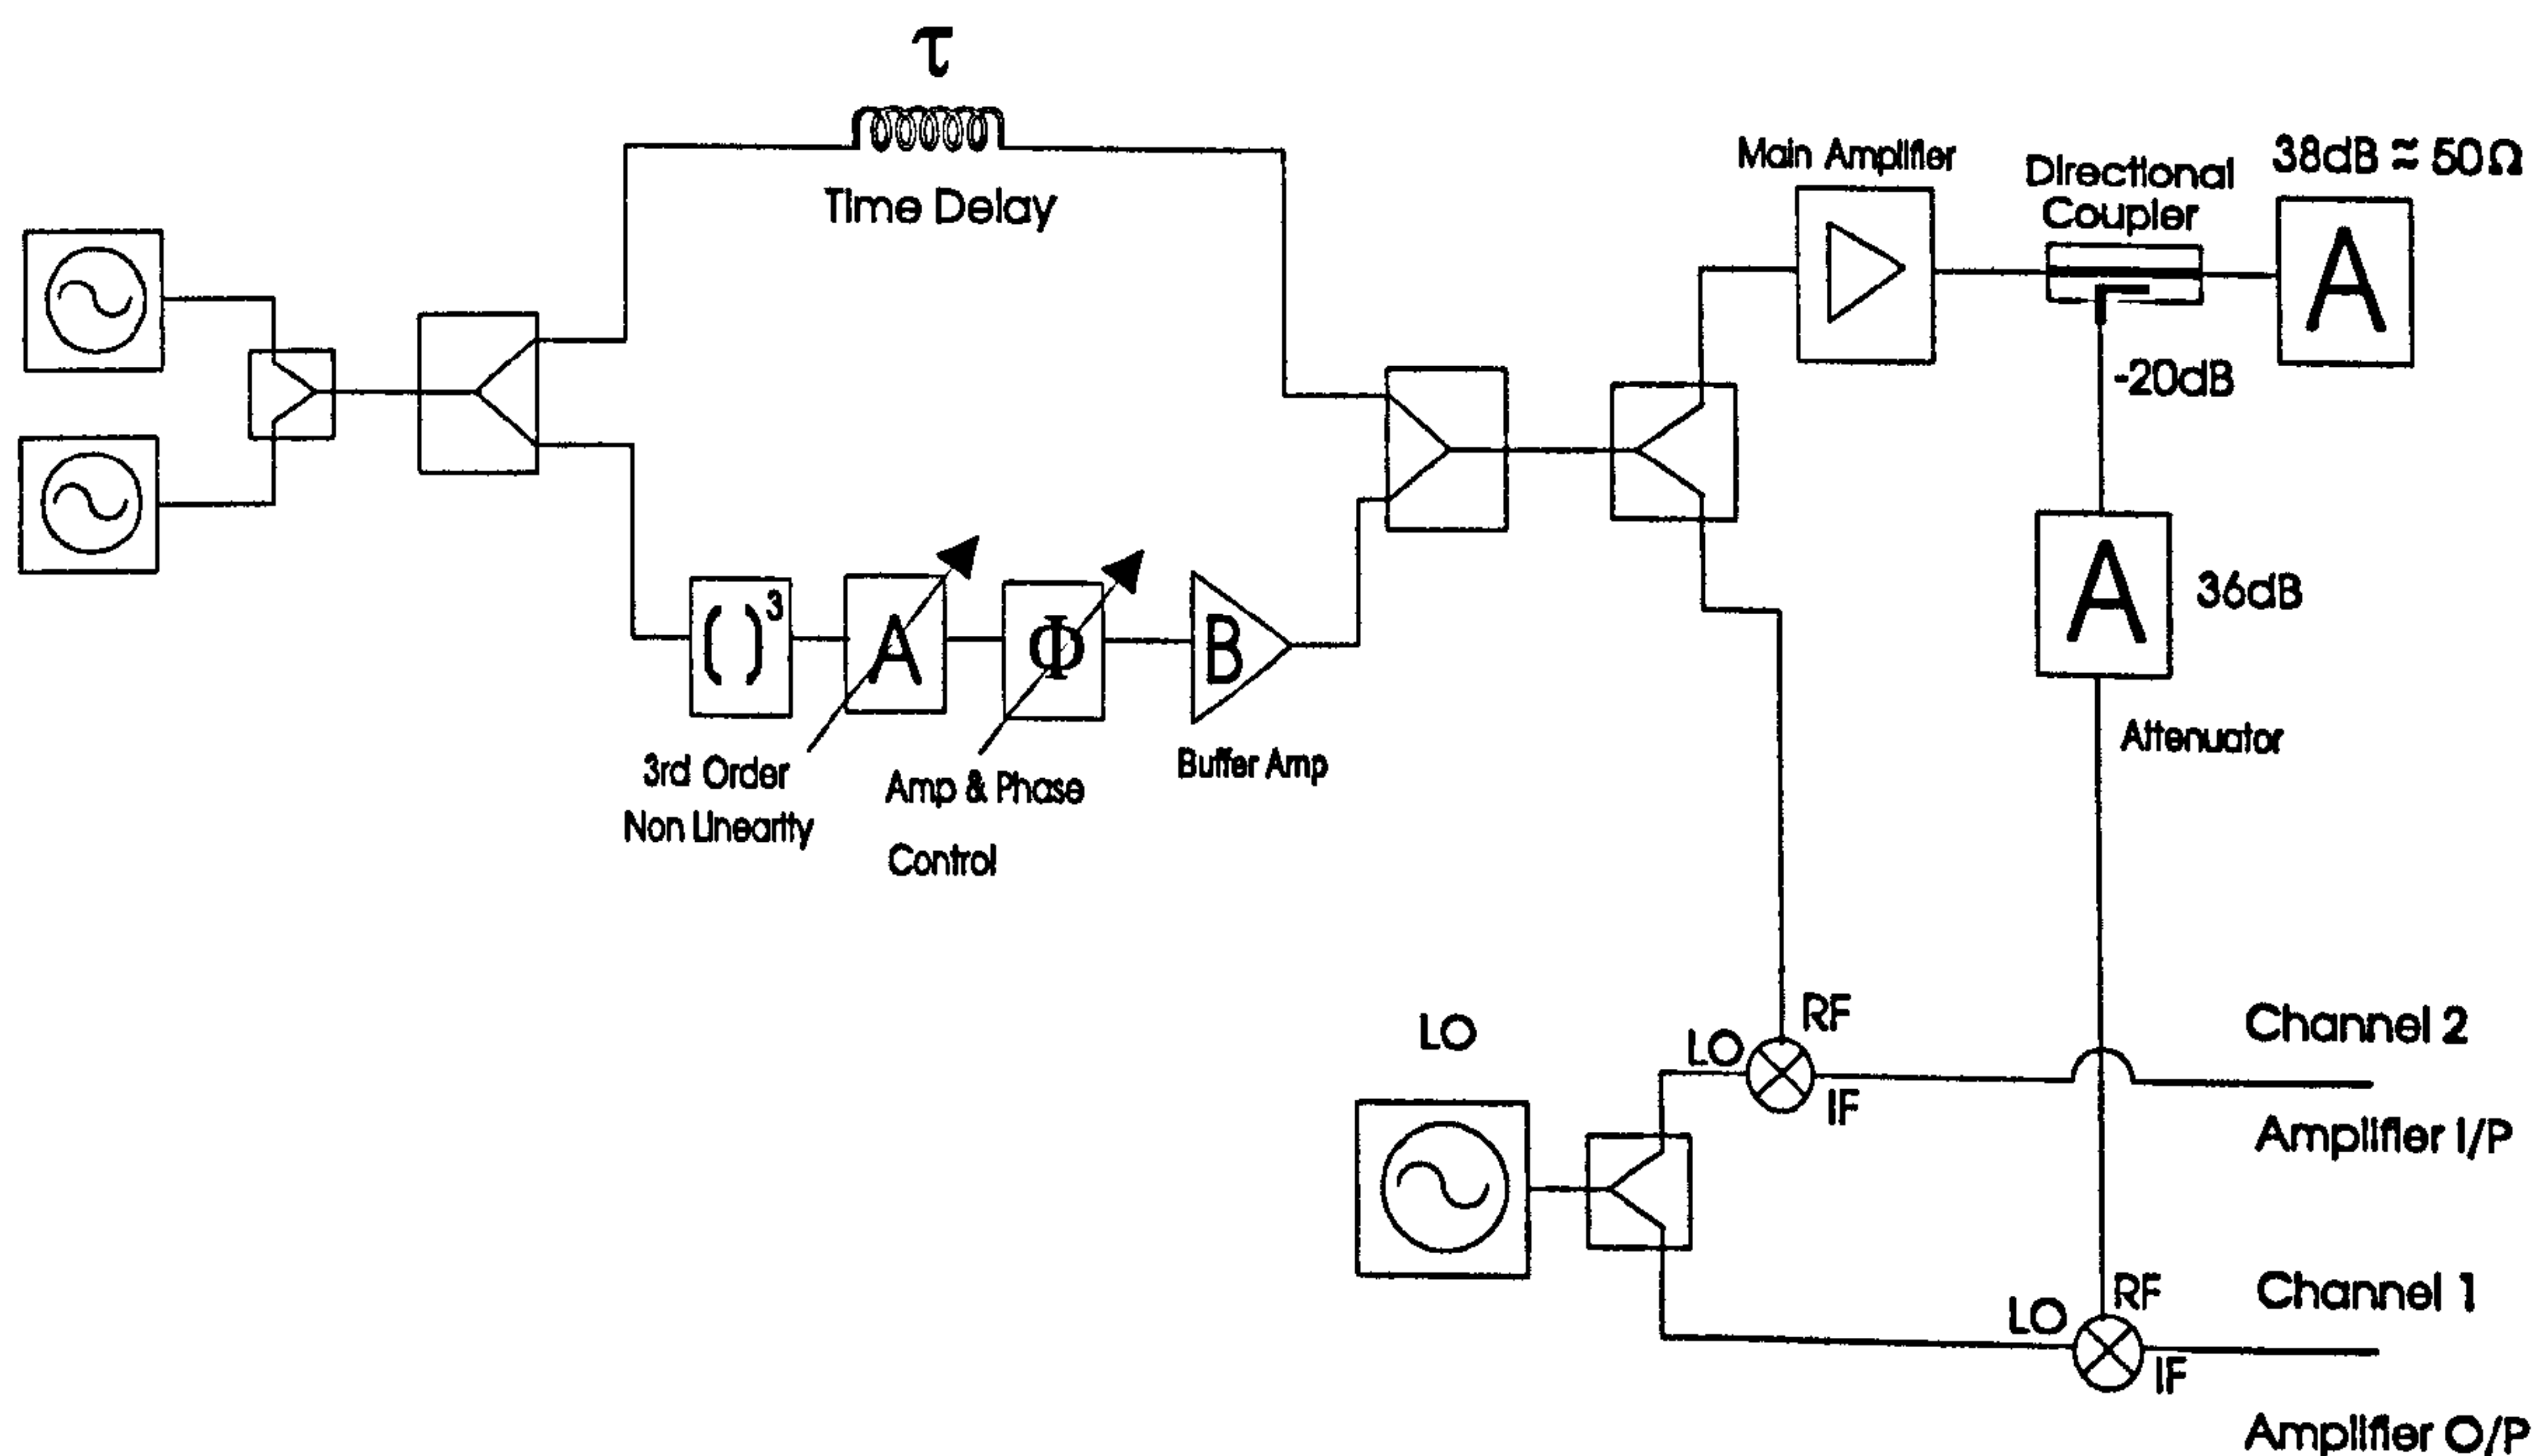 τ
Time Delay
Main Amplifier
Directional
Coupler
38dB ≈ 50Ω
A
-20dB
A
36dB
Attenuator
( )³
A
Φ
B
3rd Order
Non Linearity
Amp & Phase
Control
Buffer Amp
LO
LO
RF
IF
Channel 2
Amplifier I/P
LO
RF
IF
Channel 1
Amplifier O/P